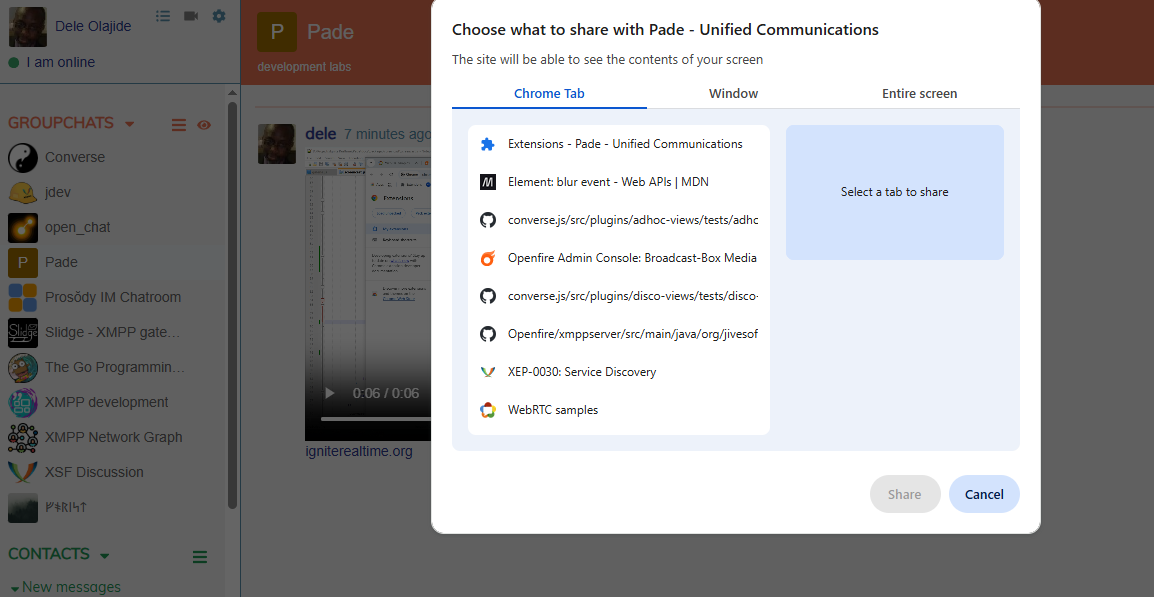 Dele Olajide
I am online
P Pade
development labs
GROUPCHATS
Converse
jdev
open_chat
P Pade
Prosŏdy IM Chatroom
Slidge
Slidge - XMPP gate...
The Go Programmin...
XMPP development
XMPP Network Graph
XSF Discussion
ᚠᚼᚱᛁᛋᛏ
CONTACTS
New messages
dele 7 minutes ago
Extensions
0:06 / 0:06
igniterealtime.org
Choose what to share with Pade - Unified Communications
The site will be able to see the contents of your screen
Chrome Tab Window Entire screen
Extensions - Pade - Unified Communications
Element: blur event - Web APIs | MDN
converse.js/src/plugins/adhoc-views/tests/adhc
Openfire Admin Console: Broadcast-Box Media
converse.js/src/plugins/disco-views/tests/disco-
Openfire/xmppserver/src/main/java/org/jivesof
XEP-0030: Service Discovery
WebRTC samples
Select a tab to share
Share Cancel